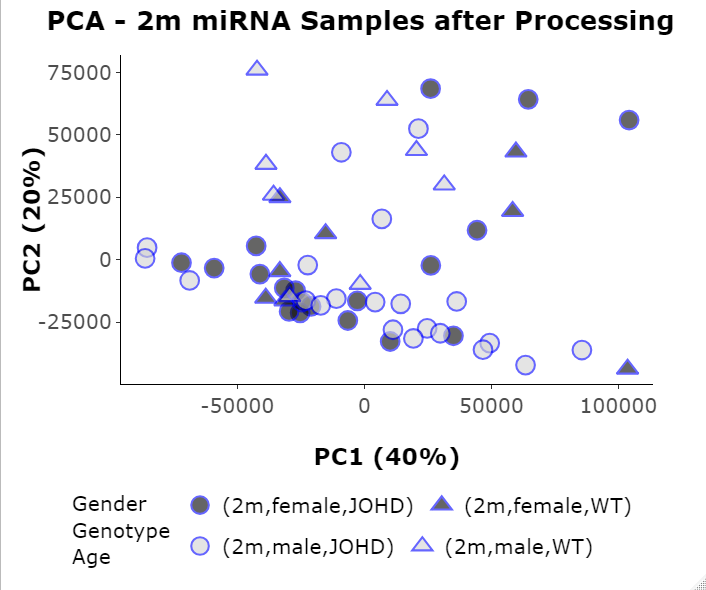 PCA - 2m miRNA Samples after Processing
75000
50000
25000
0
-25000
PC2 (20%)
-50000 0 50000 100000
PC1 (40%)
Gender
Genotype
Age
(2m,female,JOHD) (2m,female,WT)
(2m,male,JOHD) (2m,male,WT)